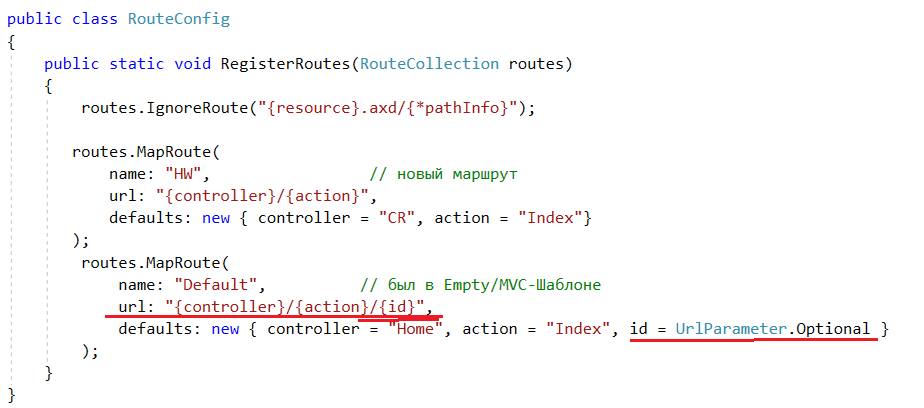 public class RouteConfig
{
public static void RegisterRoutes(RouteCollection routes)
{
routes.IgnoreRoute("{resource}.axd/{*pathInfo}");
routes.MapRoute(
name: "HW", // новый маршрут
url: "{controller}/{action}",
defaults: new { controller = "CR", action = "Index"}
);
routes.MapRoute(
name: "Default", // был в Empty/MVC-Шаблоне
url: "{controller}/{action}/{id}",
defaults: new { controller = "Home", action = "Index", id = UrlParameter.Optional }
);
}
}